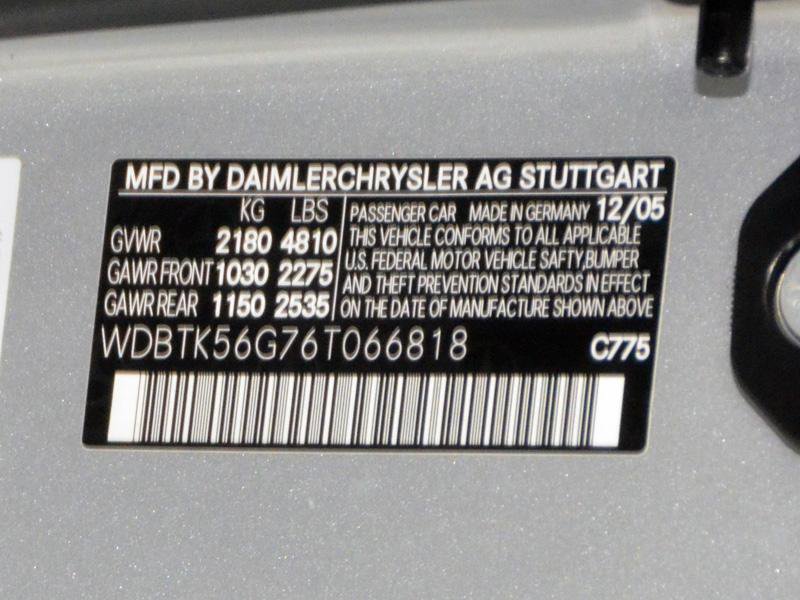 MFD BY DAIMLERCHRYSLER AG STUTTGART
KG LBS
GVWR 2180 4810
GAWR FRONT 1030 2275
GAWR REAR 1150 2535
PASSENGER CAR MADE IN GERMANY 12/05
THIS VEHICLE CONFORMS TO ALL APPLICABLE
U.S. FEDERAL MOTOR VEHICLE SAFTY,BUMPER
AND THEFT PREVENTION STANDARDS IN EFFECT
ON THE DATE OF MANUFACTURE SHOWN ABOVE
WDBTK56G76T066818 C775